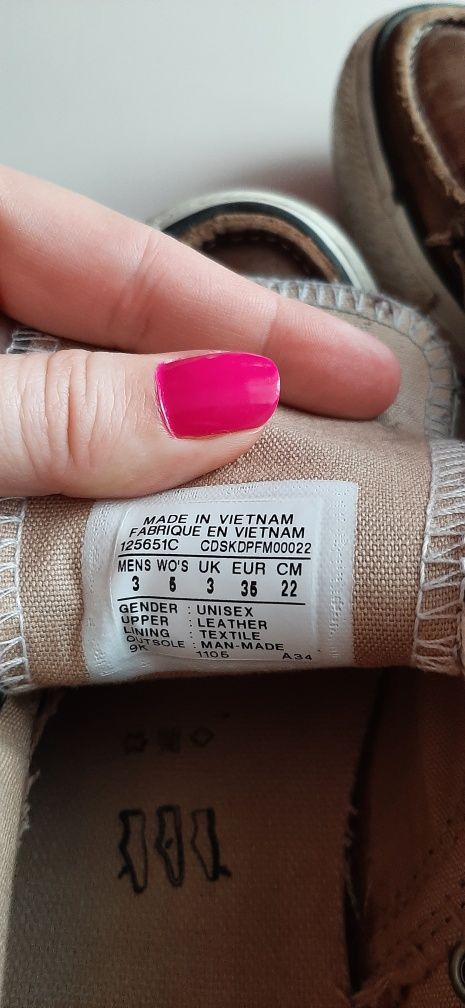 MADE IN VIETNAM
FABRIQUE EN VIETNAM
125651C CDSKDPFM00022
MENS WO'S UK EUR CM
3 5 3 35 22
GENDER : UNISEX
UPPER : LEATHER
LINING : TEXTILE
OUTSOLE : MAN-MADE
9K 1105 A34